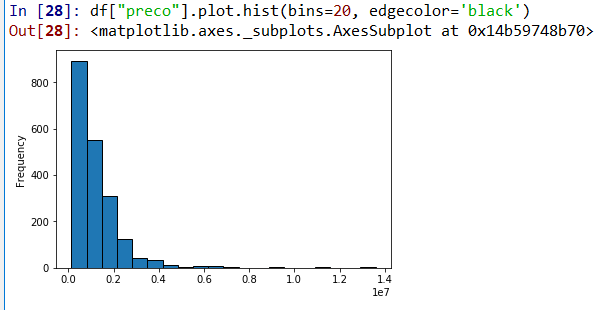 In [28]: df["preco"].plot.hist(bins=20, edgecolor='black')
Out[28]: <matplotlib.axes._subplots.AxesSubplot at 0x14b59748b70>
800
600
400
200
0
Frequency
0.0 0.2 0.4 0.6 0.8 1.0 1.2 1.4
1e7